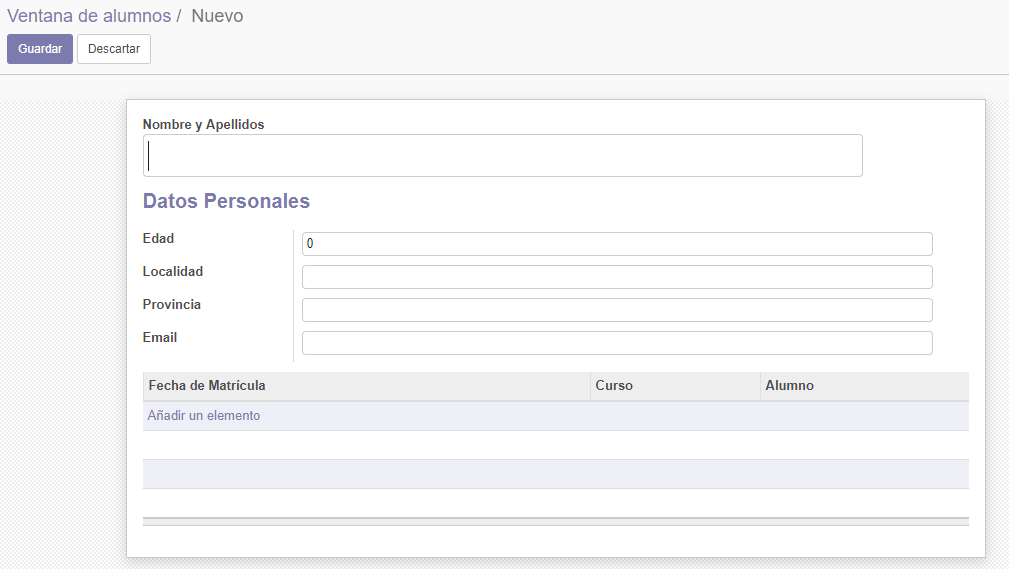 Ventana de alumnos / Nuevo
Guardar Descartar
Nombre y Apellidos
Datos Personales
Edad 0
Localidad
Provincia
Email
Fecha de Matrícula Curso Alumno
Añadir un elemento